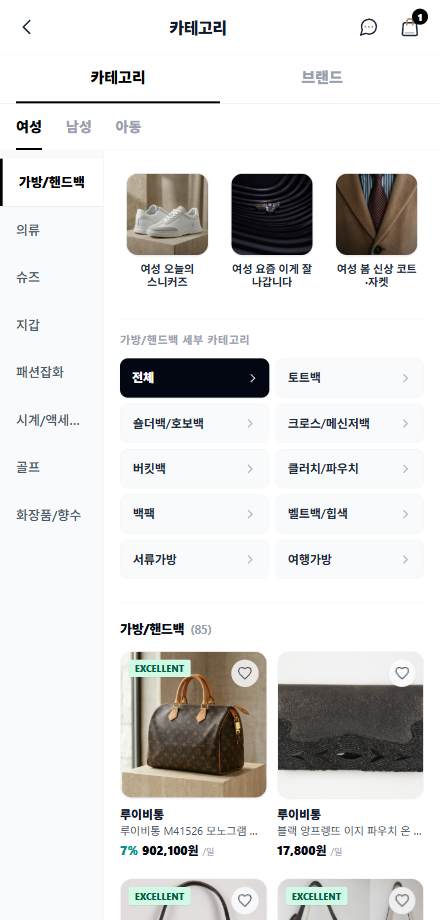 카테고리
1
카테고리
브랜드
여성
남성
아동
가방/핸드백
의류
슈즈
지갑
패션잡화
시계/액세...
골프
화장품/향수
여성 오늘의
스니커즈
여성 요즘 이게 잘
나갑니다
여성 봄 신상 코트
·자켓
가방/핸드백 세부 카테고리
전체
토트백
숄더백/호보백
크로스/메신저백
버킷백
클러치/파우치
백팩
벨트백/힙색
서류가방
여행가방
가방/핸드백 (85)
EXCELLENT
루이비통
루이비통 M41526 모노그램 ...
7% 902,100원 /일
루이비통
블랙 앙프렝뜨 이지 파우치 온 ...
17,800원 /일
EXCELLENT
EXCELLENT